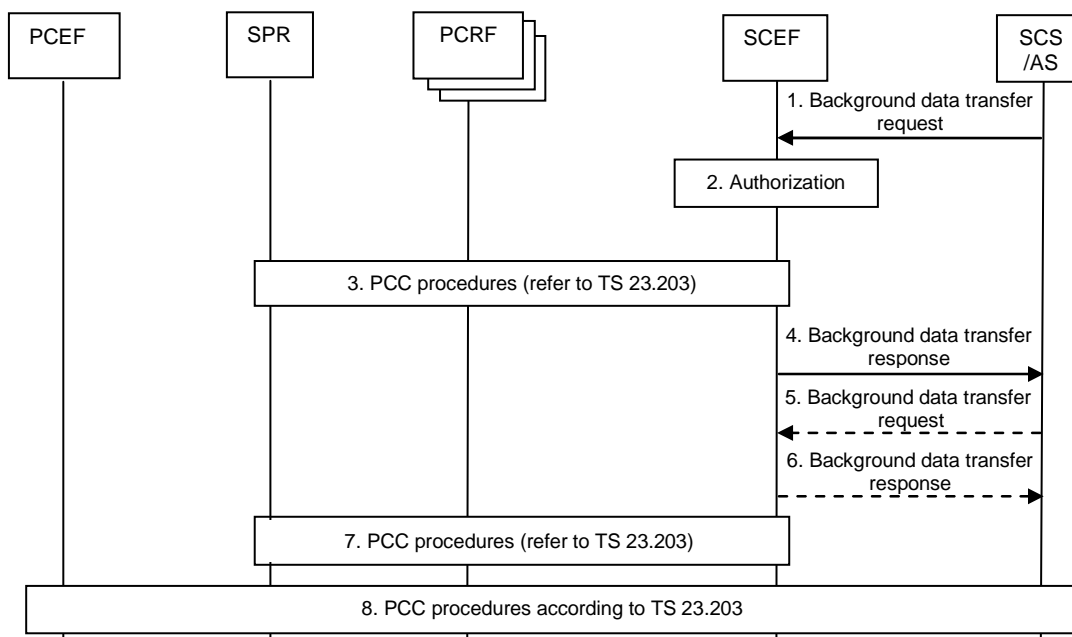 PCEF
SPR
PCRF
SCEF
SCS
/AS
1. Background data transfer
request
2. Authorization
3. PCC procedures (refer to TS 23.203)
4. Background data transfer
response
5. Background data transfer
request
6. Background data transfer
response
7. PCC procedures (refer to TS 23.203)
8. PCC procedures according to TS 23.203